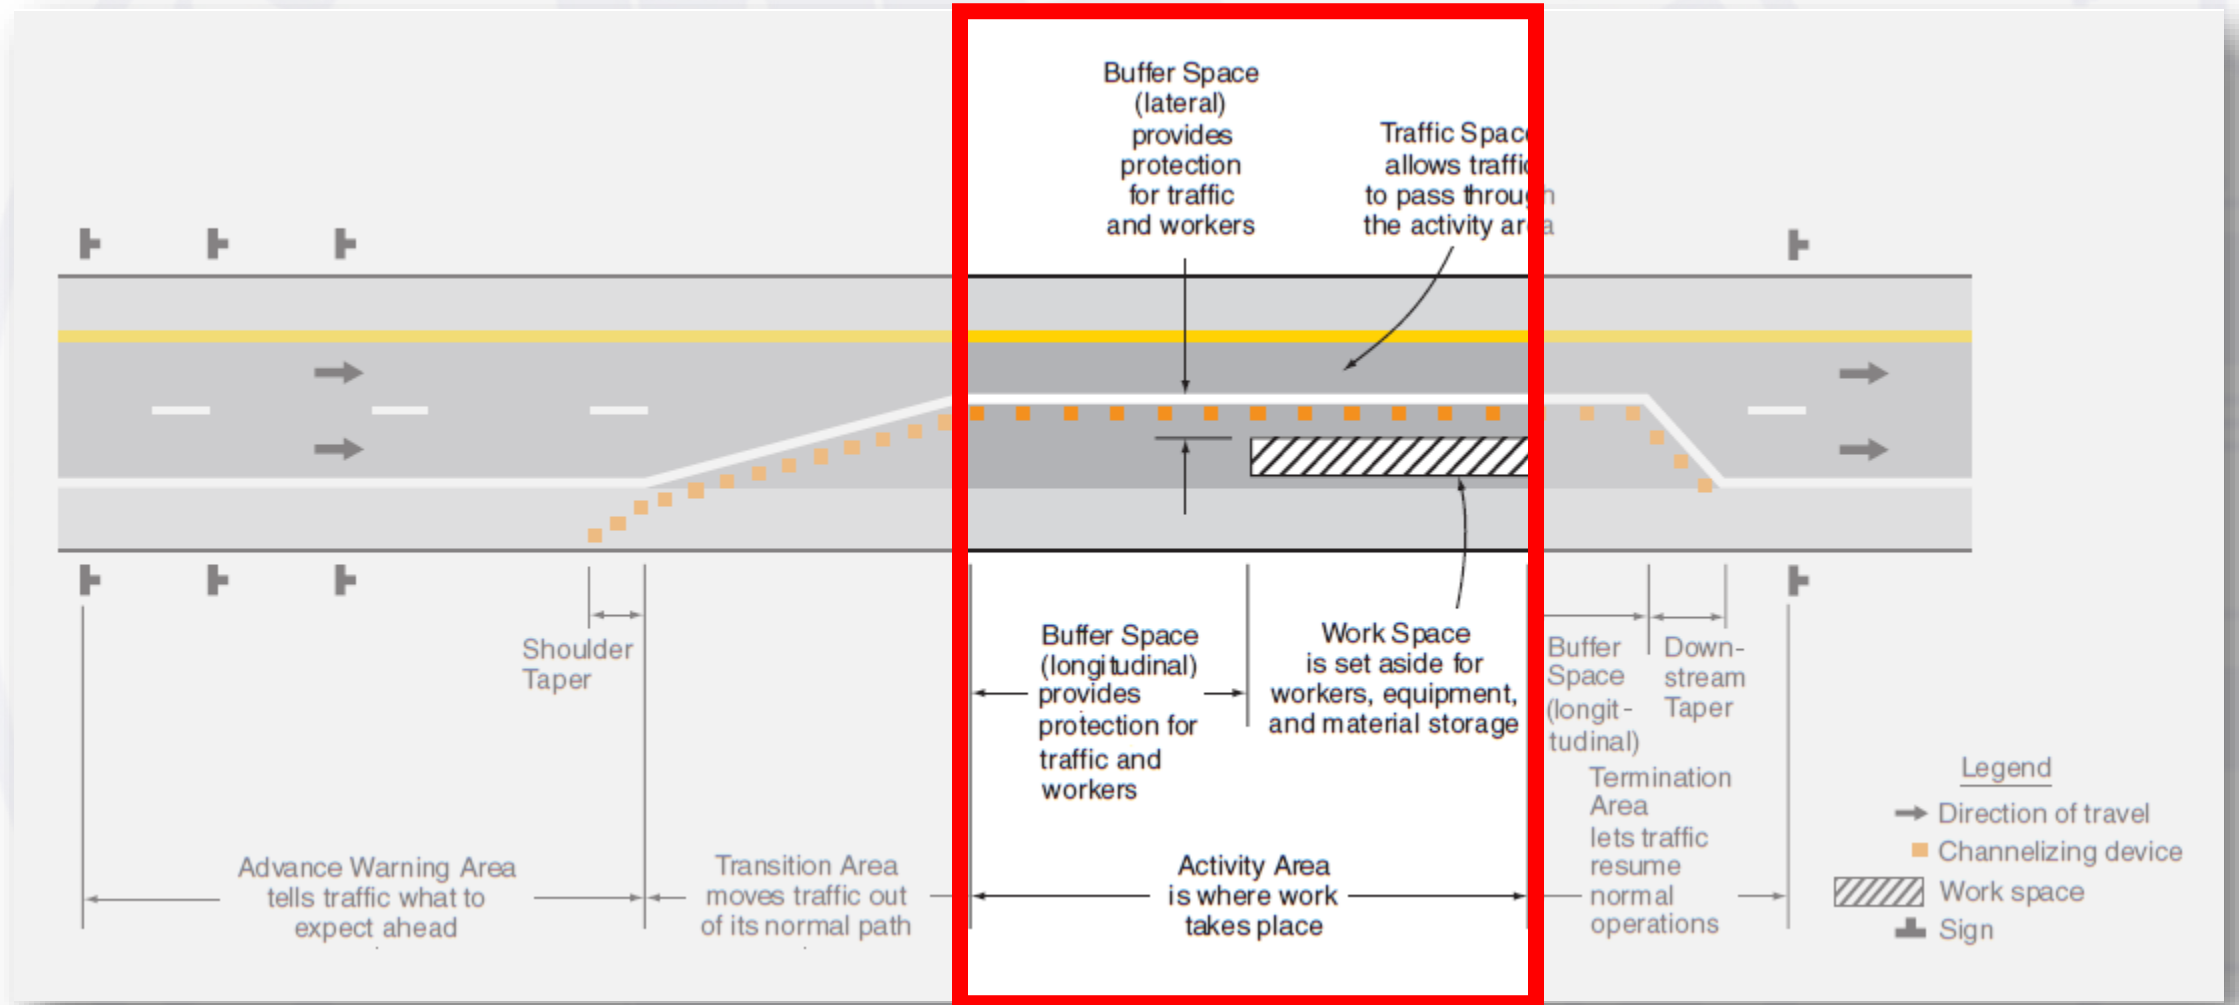 Buffer Space
(lateral)
provides
protection
for traffic
and workers
Traffic Space
allows traffic
to pass through
the activity area
Shoulder
Taper
Buffer Space
(longitudinal)
provides
protection for
traffic and
workers
Work Space
is set aside for
workers, equipment,
and material storage
Buffer
Space
(longit-
tudinal)
Down-
stream
Taper
Advance Warning Area
tells traffic what to
expect ahead
Transition Area
moves traffic out
of its normal path
Activity Area
is where work
takes place
Termination
Area
lets traffic
resume
normal
operations
Legend
Direction of travel
Channelizing device
Work space
Sign